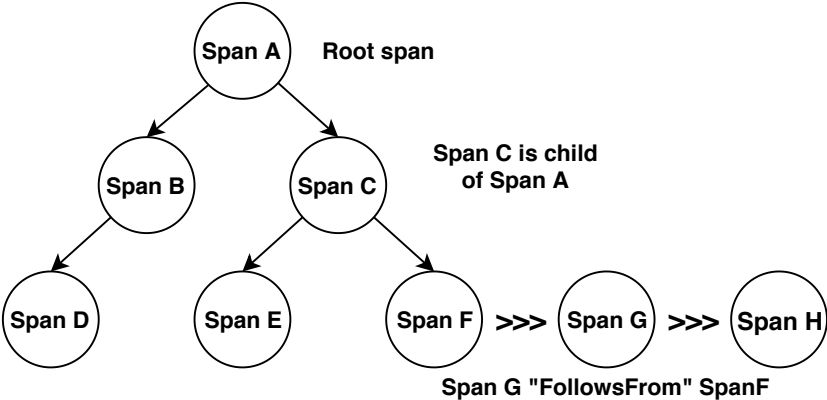 Span A
Root span
Span B
Span C
Span C is child
of Span A
Span D
Span E
Span F >>> Span G >>> Span H
Span G "FollowsFrom" SpanF